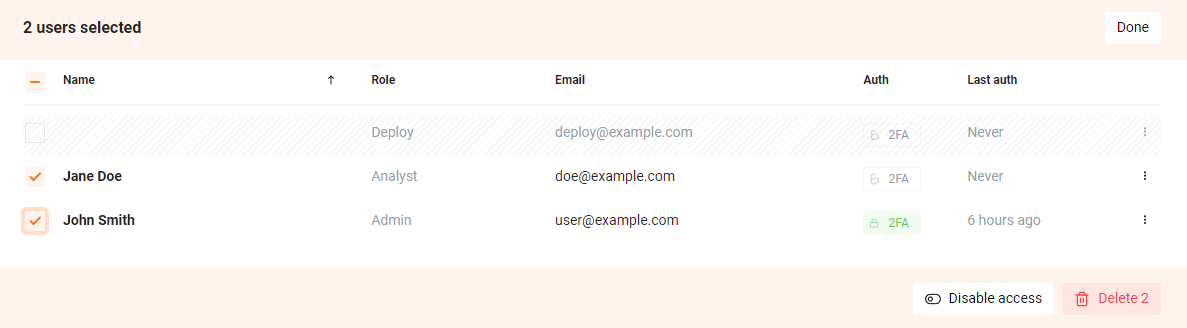 2 users selected
Done
Name Role Email Auth Last auth
Deploy deploy@example.com 2FA Never
Jane Doe Analyst doe@example.com 2FA Never
John Smith Admin user@example.com 2FA 6 hours ago
Disable access Delete 2